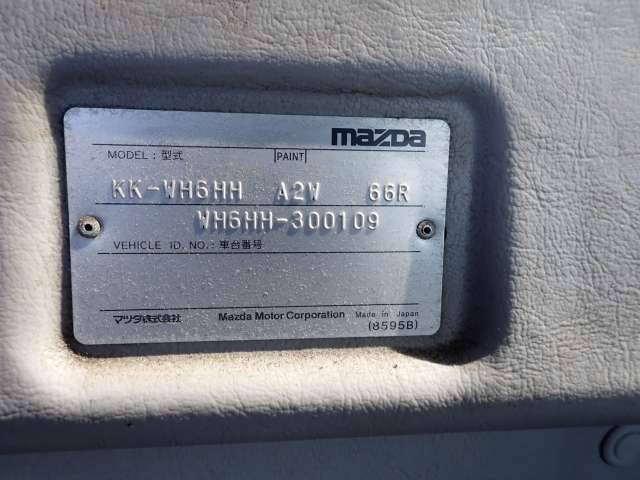 mazda
MODEL : 型式 PAINT
KK-WH6HH A2W 66R
WH6HH-300109
VEHICLE ID. NO.: 車台番号
マツダ株式会社 Mazda Motor Corporation Made in Japan
(8595B)